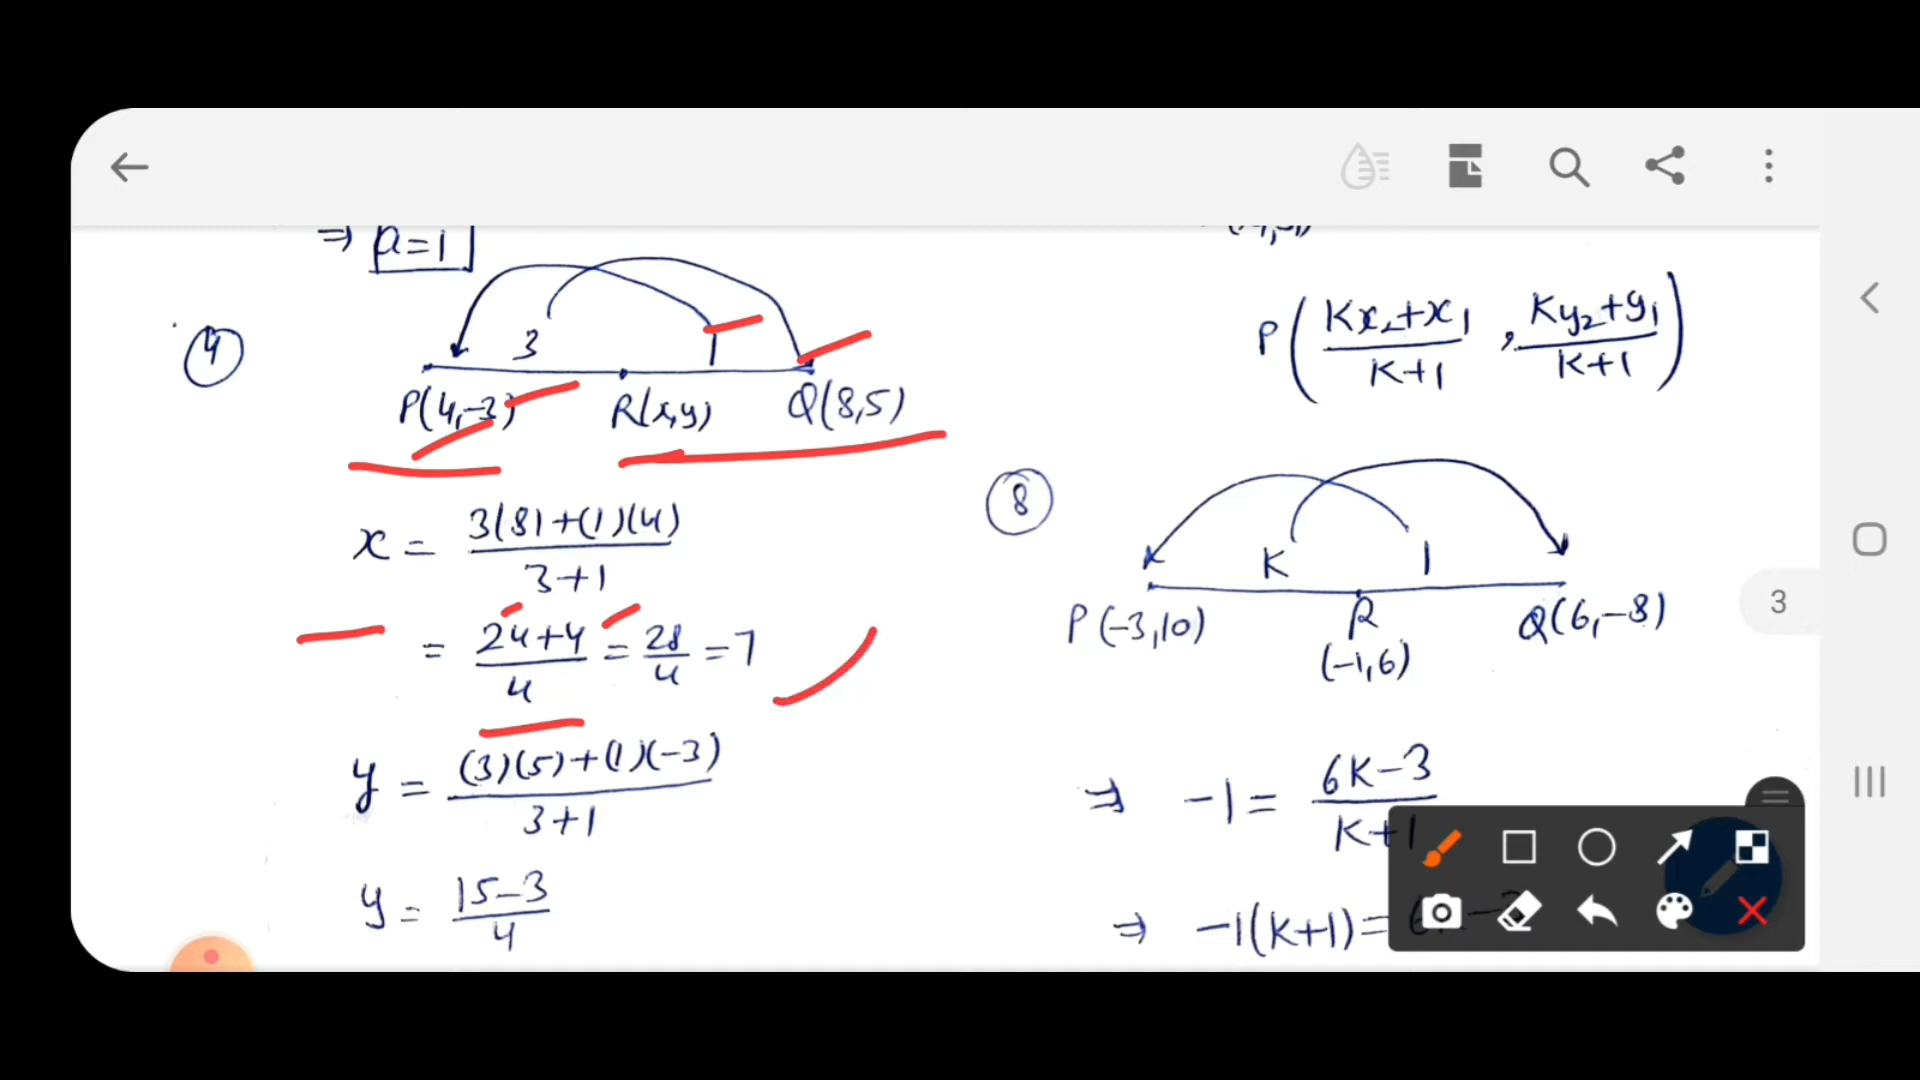 ⇒ a=1
④
3 1
P(4,-3) R(x,y) Q(8,5)
x = 3(8)+(1)(4) / 3+1
= 24+4 / 4 = 28 / 4 = 7
y = (3)(5)+(1)(-3) / 3+1
y = 15-3 / 4
P( Kx₂+x₁ / K+1 , Ky₂+y₁ / K+1 )
⑧
K 1
P(-3,10) R Q(6,-8)
(-1,6)
⇒ -1 = 6K-3 / K+1
⇒ -1(K+1) =
3